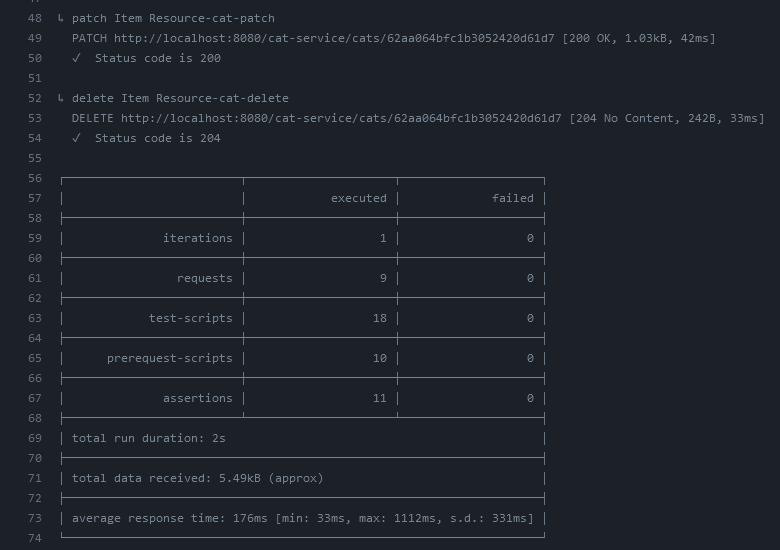 48 ↳ patch Item Resource-cat-patch
49 PATCH http://localhost:8080/cat-service/cats/62aa064bfc1b3052420d61d7 [200 OK, 1.03kB, 42ms]
50 ✓ Status code is 200
51
52 ↳ delete Item Resource-cat-delete
53 DELETE http://localhost:8080/cat-service/cats/62aa064bfc1b3052420d61d7 [204 No Content, 242B, 33ms]
54 ✓ Status code is 204
55
56
57 executed failed
58
59 iterations 1 0
60
61 requests 9 0
62
63 test-scripts 18 0
64
65 prerequest-scripts 10 0
66
67 assertions 11 0
68
69 total run duration: 2s
70
71 total data received: 5.49kB (approx)
72
73 average response time: 176ms [min: 33ms, max: 1112ms, s.d.: 331ms]
74